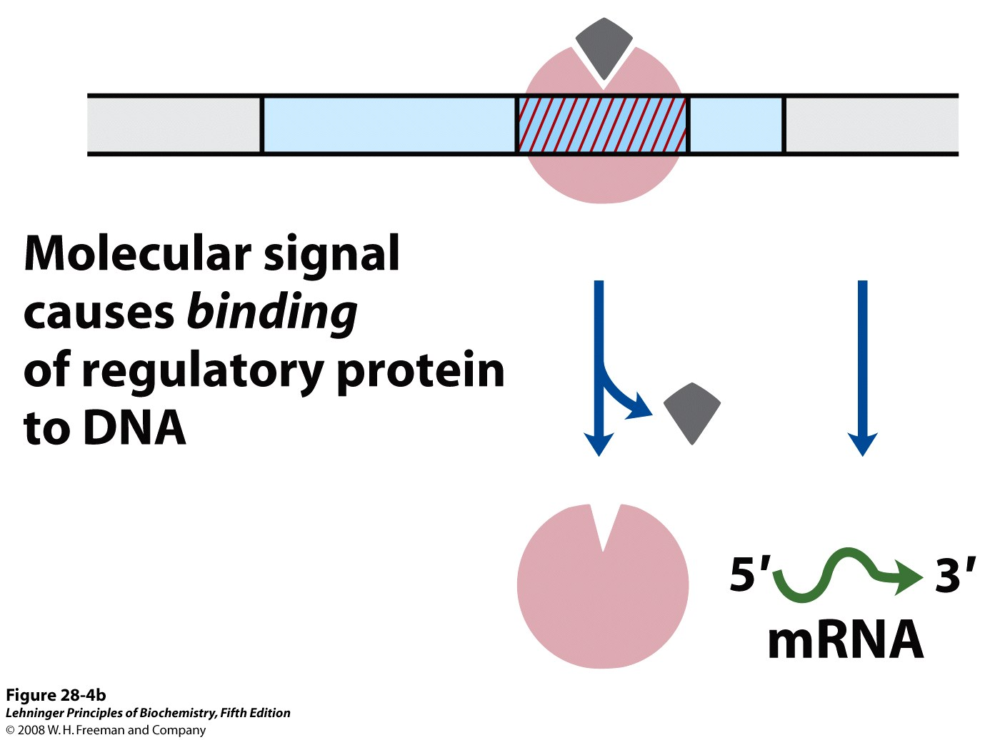 Molecular signal
causes binding
of regulatory protein
to DNA
5′ 3′
mRNA
Figure 28-4b
Lehninger Principles of Biochemistry, Fifth Edition
© 2008 W. H. Freeman and Company